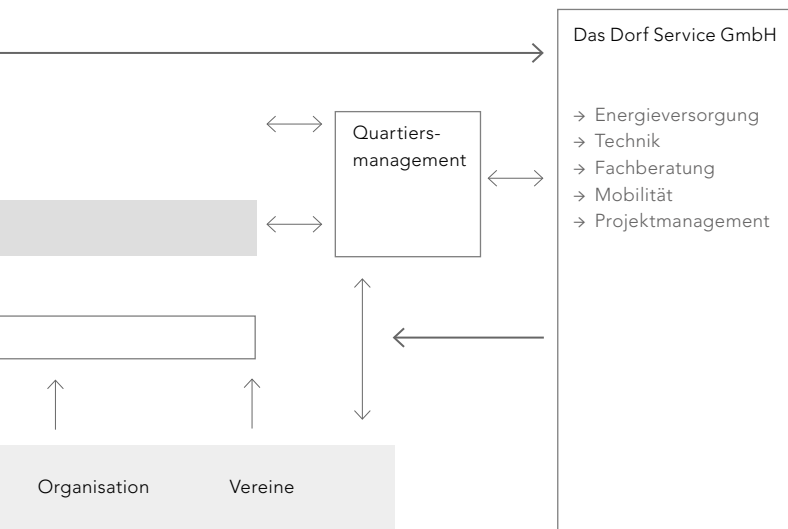 Das Dorf Service GmbH
→ Energieversorgung
→ Technik
→ Fachberatung
→ Mobilität
→ Projektmanagement
Quartiers-
management
Organisation
Vereine